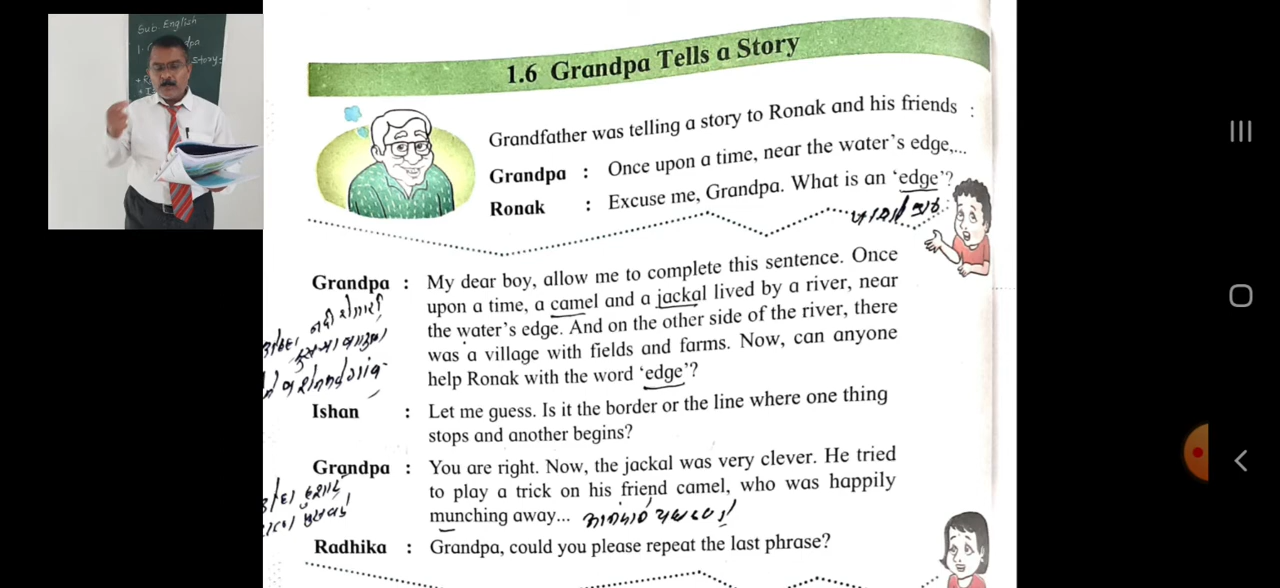 Sub. English
1.6 Grandpa Tells a Story
Grandfather was telling a story to Ronak and his friends :
Grandpa : Once upon a time, near the water's edge,...
Ronak : Excuse me, Grandpa. What is an 'edge'?
Grandpa : My dear boy, allow me to complete this sentence. Once
upon a time, a camel and a jackal lived by a river, near
the water's edge. And on the other side of the river, there
was a village with fields and farms. Now, can anyone
help Ronak with the word 'edge'?
Ishan : Let me guess. Is it the border or the line where one thing
stops and another begins?
Grandpa : You are right. Now, the jackal was very clever. He tried
to play a trick on his friend camel, who was happily
munching away...
Radhika : Grandpa, could you please repeat the last phrase?